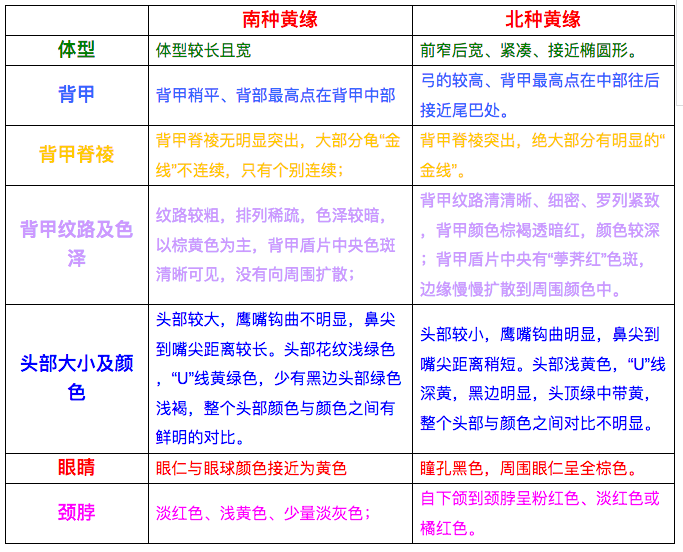 南种黄缘
北种黄缘
体型
体型较长且宽
前窄后宽、紧凑、接近椭圆形。
背甲
背甲稍平、背部最高点在背甲中部
弓的较高、背甲最高点在中部往后
接近尾巴处。
背甲脊祾
背甲脊祾无明显突出，大部分龟“金
线”不连续，只有个别连续；
背甲脊祾突出，绝大部分有明显的“
金线”。
背甲纹路及色
泽
纹路较粗，排列稀疏，色泽较暗，
以棕黄色为主，背甲盾片中央色斑
清晰可见，没有向周围扩散；
背甲纹路清清晰、细密、罗列紧致
，背甲颜色棕褐透暗红，颜色较深
；背甲盾片中央有“荸荠红”色斑，
边缘慢慢扩散到周围颜色中。
头部大小及颜
色
头部较大，鹰嘴钩曲不明显，鼻尖
到嘴尖距离较长。头部花纹浅绿色
，“U”线黄绿色，少有黑边头部绿色
浅褐，整个头部颜色与颜色之间有
鲜明的对比。
头部较小，鹰嘴钩曲明显，鼻尖到
嘴尖距离稍短。头部浅黄色，“U”线
深黄，黑边明显，头顶绿中带黄，
整个头部与颜色之间对比不明显。
眼睛
眼仁与眼球颜色接近为黄色
瞳孔黑色，周围眼仁呈全棕色。
颈脖
淡红色、浅黄色、少量淡灰色；
自下颌到颈脖呈粉红色、淡红色或
橘红色。